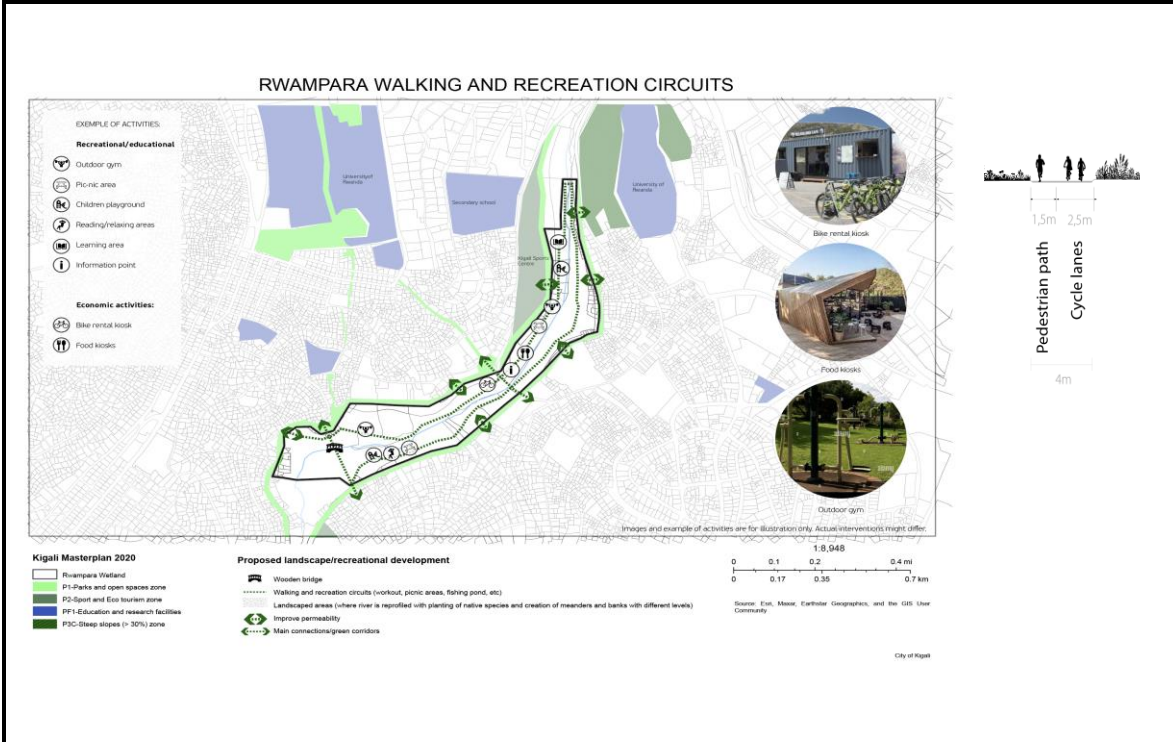 RWAMPARA WALKING AND RECREATION CIRCUITS
EXEMPLE OF ACTIVITIES:
Recreational/educational
Outdoor gym
Pic-nic area
Children playground
Reading/relaxing areas
Learning area
Information point
Economic activities:
Bike rental kiosk
Food kiosks
University of
Rwanda
Secondary school
Kigali Sports
Centre
University of
Rwanda
Bike rental kiosk
Food kiosks
Outdoor gym
Images and example of activities are for illustration only. Actual interventions might differ.
1,5m
2,5m
Pedestrian path
Cycle lanes
4m
Kigali Masterplan 2020
Rwampara Wetland
P1-Parks and open spaces zone
P2-Sport and Eco tourism zone
PF1-Education and research facilities
P3C-Steep slopes (> 30%) zone
Proposed landscape/recreational development
Wooden bridge
Walking and recreation circuits (workout, picnic areas, fishing pond, etc)
Landscaped areas (where river is reprofiled with planting of native species and creation of meanders and banks with different levels)
Improve permeability
Main connections/green corridors
1:8,948
0 0.1 0.2 0.4 mi
0 0.17 0.35 0.7 km
Source: Esri, Maxar, Earthstar Geographics, and the GIS User
Community
City of Kigali